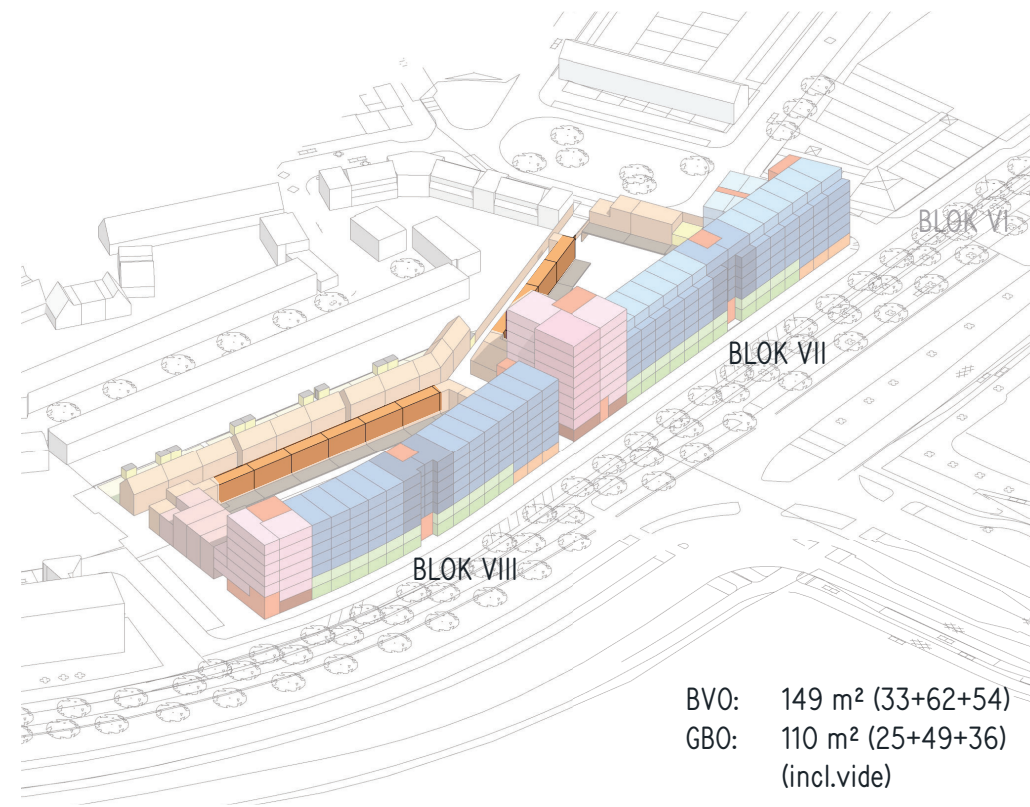 BLOK VI
BLOK VII
BLOK VIII
BVO: 149 m² (33+62+54)
GBO: 110 m² (25+49+36)
(incl.vide)